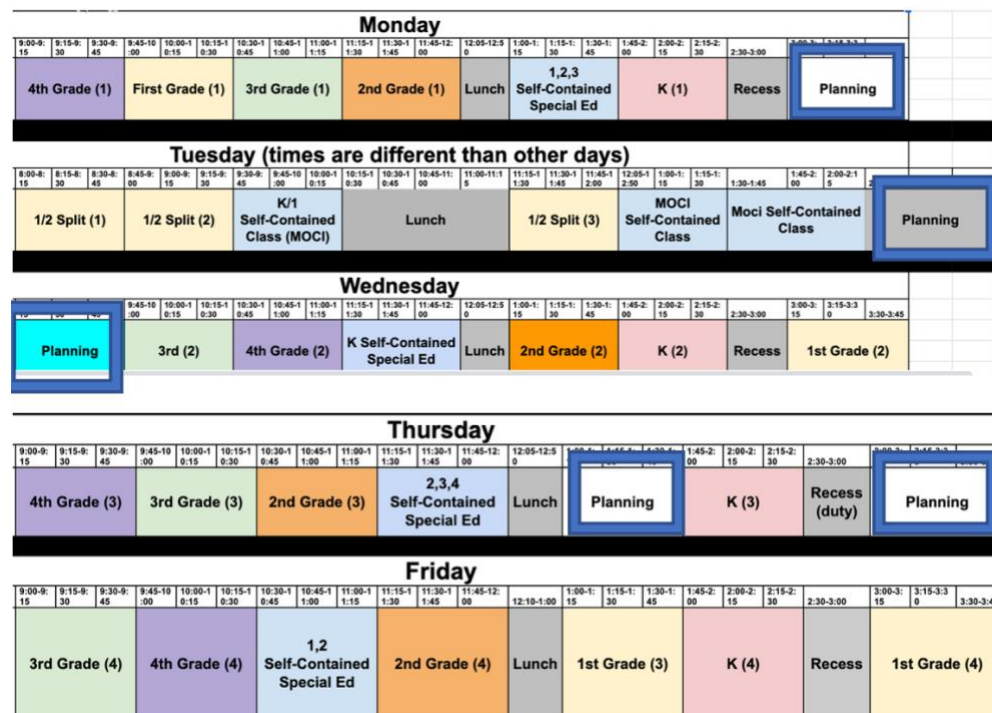 Monday
9:00-9:15 9:15-9:30 9:30-9:45 9:45-10:00 10:00-10:15 10:15-10:30 10:30-10:45 10:45-11:00 11:00-11:15 11:15-11:30 11:30-11:45 11:45-12:00 12:05-12:50 1:00-1:15 1:15-1:30 1:30-1:45 1:45-2:00 2:00-2:15 2:15-2:30 2:30-3:00
4th Grade (1) First Grade (1) 3rd Grade (1) 2nd Grade (1) Lunch 1,2,3 Self-Contained Special Ed K (1) Recess Planning
Tuesday (times are different than other days)
8:00-8:15 8:15-8:30 8:30-8:45 8:45-9:00 9:00-9:15 9:15-9:30 9:30-9:45 9:45-10:00 10:00-10:15 10:15-10:30 10:30-10:45 10:45-11:00 11:00-11:15 11:15-11:30 11:30-11:45 11:45-12:00 12:05-12:50 1:00-1:15 1:15-1:30 1:30-1:45 1:45-2:00 2:00-2:15
1/2 Split (1) 1/2 Split (2) K/1 Self-Contained Class (MOCI) Lunch 1/2 Split (3) MOCI Self-Contained Class Moci Self-Contained Class Planning
Wednesday
9:45-10:00 10:00-10:15 10:15-10:30 10:30-10:45 10:45-11:00 11:00-11:15 11:15-11:30 11:30-11:45 11:45-12:00 12:05-12:50 1:00-1:15 1:15-1:30 1:30-1:45 1:45-2:00 2:00-2:15 2:15-2:30 2:30-3:00 3:00-3:15 3:15-3:30 3:30-3:45
Planning 3rd (2) 4th Grade (2) K Self-Contained Special Ed Lunch 2nd Grade (2) K (2) Recess 1st Grade (2)
Thursday
9:00-9:15 9:15-9:30 9:30-9:45 9:45-10:00 10:00-10:15 10:15-10:30 10:30-10:45 10:45-11:00 11:00-11:15 11:15-11:30 11:30-11:45 11:45-12:00 12:05-12:50 1:45-2:00 2:00-2:15 2:15-2:30 2:30-3:00
4th Grade (3) 3rd Grade (3) 2nd Grade (3) 2,3,4 Self-Contained Special Ed Lunch Planning K (3) Recess (duty) Planning
Friday
9:00-9:15 9:15-9:30 9:30-9:45 9:45-10:00 10:00-10:15 10:15-10:30 10:30-10:45 10:45-11:00 11:00-11:15 11:15-11:30 11:30-11:45 11:45-12:00 12:10-1:00 1:00-1:15 1:15-1:30 1:30-1:45 1:45-2:00 2:00-2:15 2:15-2:30 2:30-3:00 3:00-3:15 3:15-3:30 3:30-3:4
3rd Grade (4) 4th Grade (4) 1,2 Self-Contained Special Ed 2nd Grade (4) Lunch 1st Grade (3) K (4) Recess 1st Grade (4)